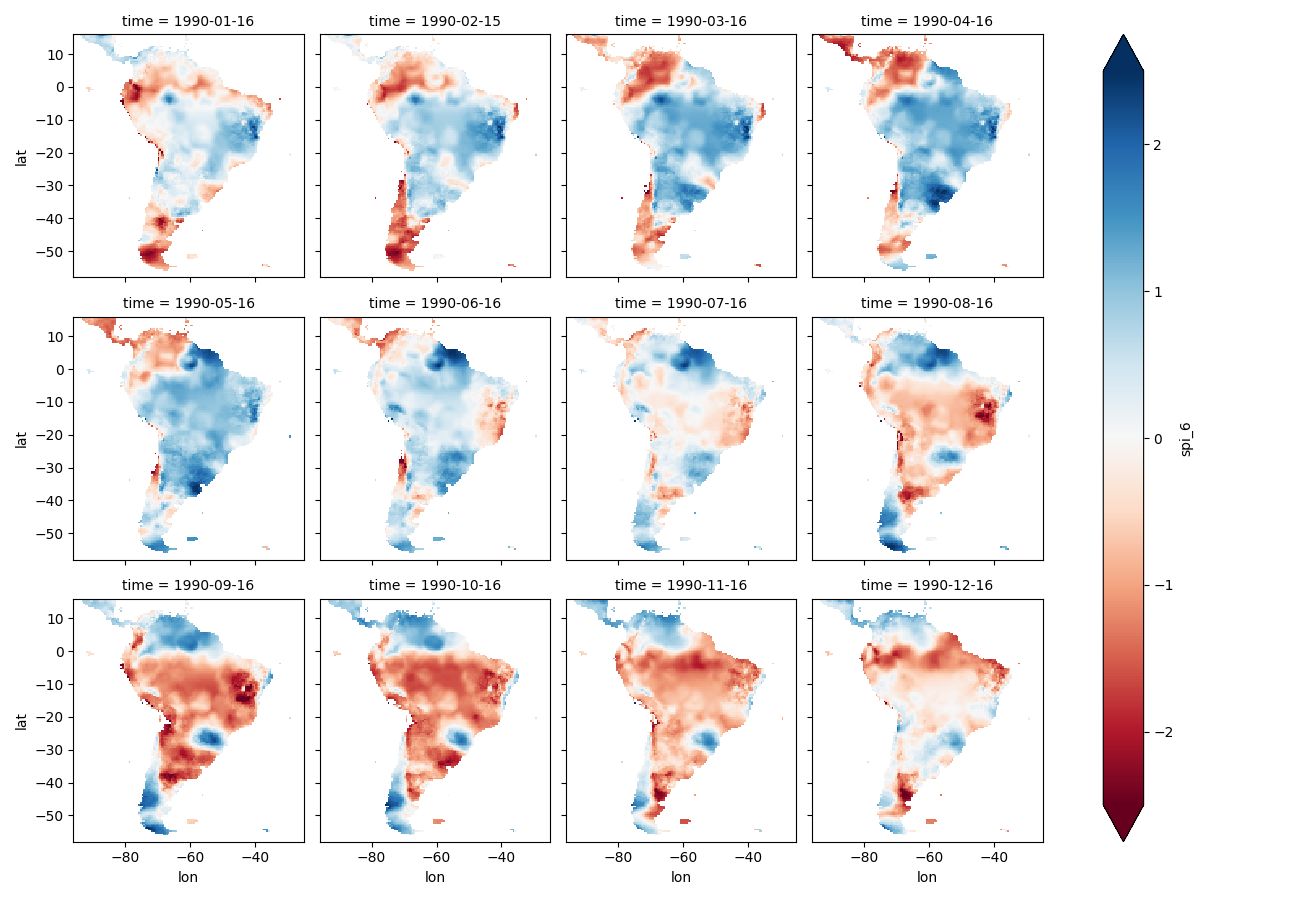 time = 1990-01-16
time = 1990-02-15
time = 1990-03-16
time = 1990-04-16
10
0
−10
−20
−30
−40
−50
lat
2
1
0
−1
−2
spi_6
time = 1990-05-16
time = 1990-06-16
time = 1990-07-16
time = 1990-08-16
10
0
−10
−20
−30
−40
−50
lat
time = 1990-09-16
time = 1990-10-16
time = 1990-11-16
time = 1990-12-16
10
0
−10
−20
−30
−40
−50
lat
−80 −60 −40
−80 −60 −40
−80 −60 −40
−80 −60 −40
lon
lon
lon
lon